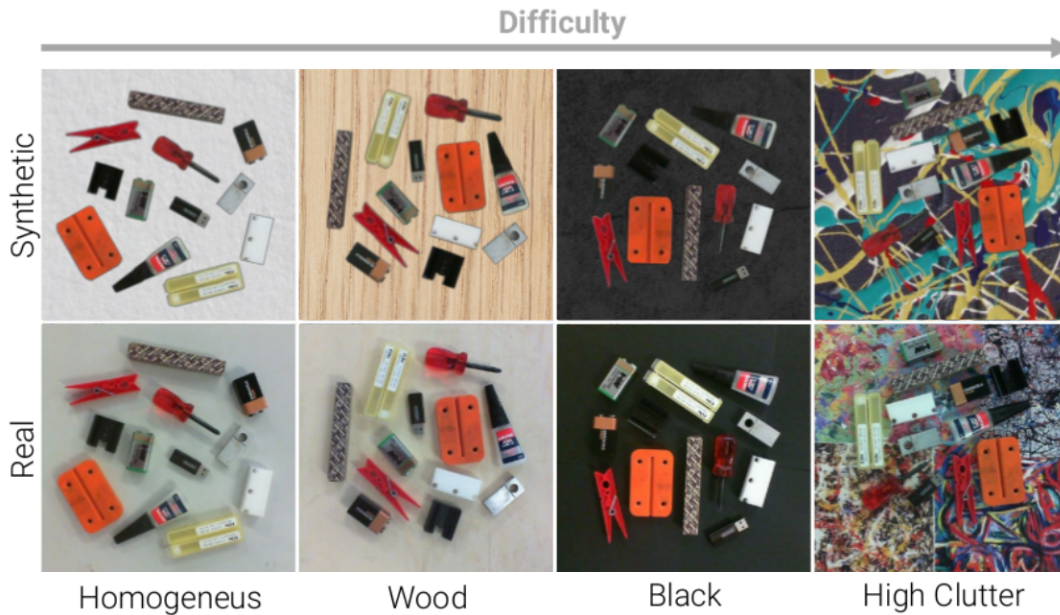 Difficulty
Synthetic
Real
Homogeneus
Wood
Black
High Clutter